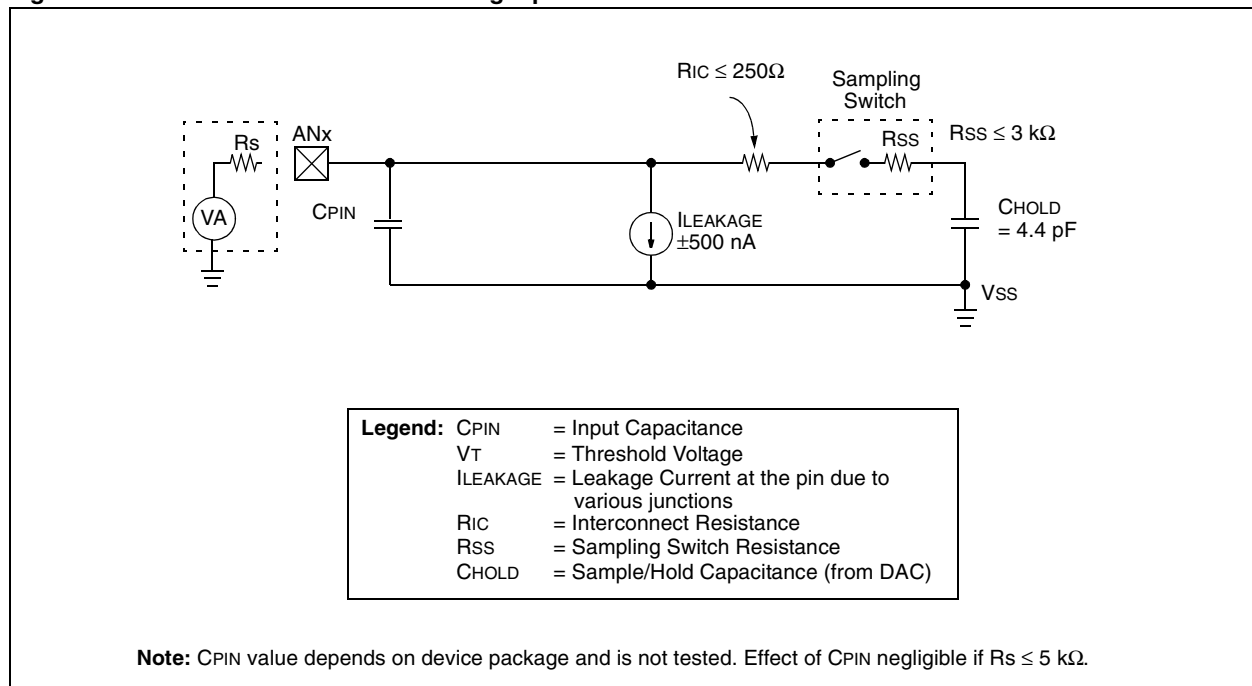 RIC ≤ 250Ω
Sampling
Switch
ANx
Rs
RSS
RSS ≤ 3 kΩ
CPIN
VA
ILEAKAGE
±500 nA
CHOLD
= 4.4 pF
VSS
Legend: CPIN = Input Capacitance
VT = Threshold Voltage
ILEAKAGE = Leakage Current at the pin due to
various junctions
RIC = Interconnect Resistance
RSS = Sampling Switch Resistance
CHOLD = Sample/Hold Capacitance (from DAC)
Note: CPIN value depends on device package and is not tested. Effect of CPIN negligible if Rs ≤ 5 kΩ.